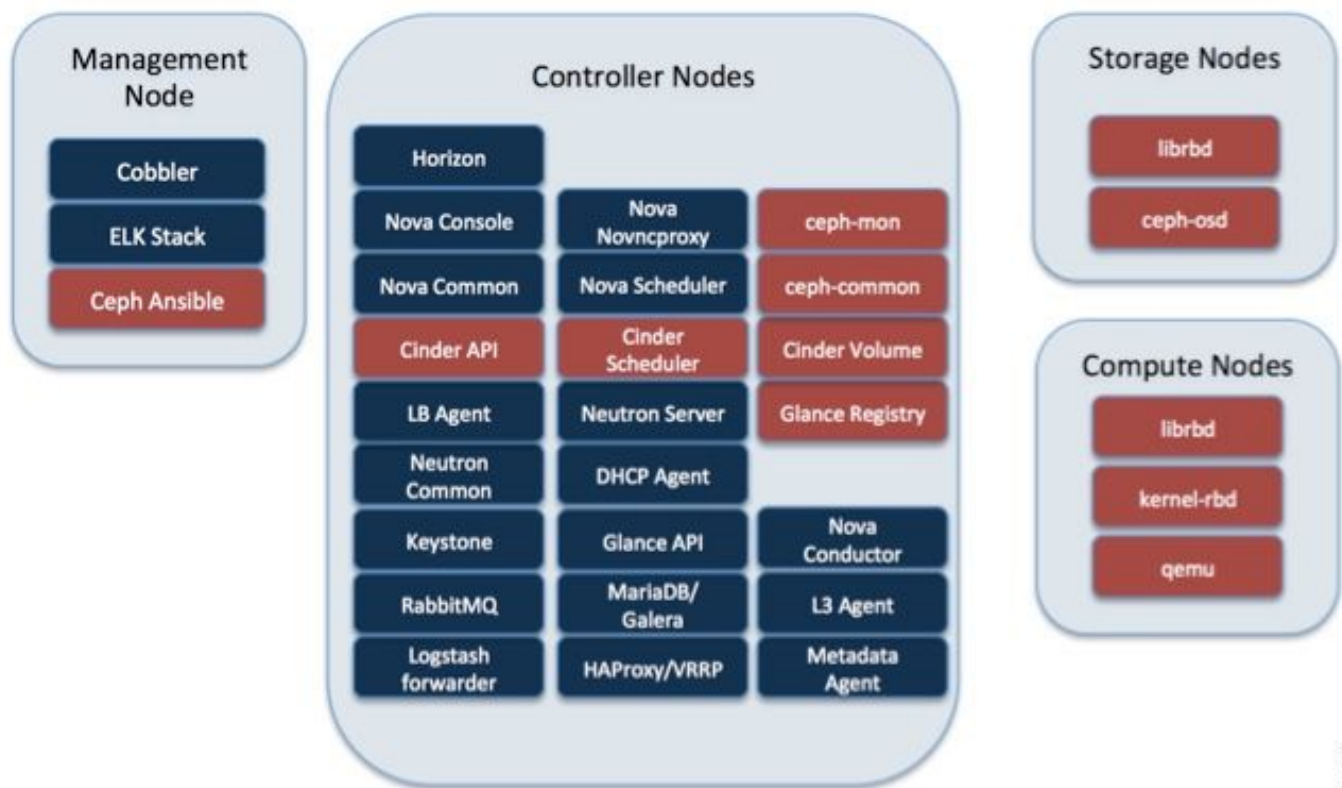 Management
Node
Cobbler
ELK Stack
Ceph Ansible
Controller Nodes
Horizon
Nova Console
Nova
Novncproxy
ceph-mon
Nova Common
Nova Scheduler
ceph-common
Cinder API
Cinder
Scheduler
Cinder Volume
LB Agent
Neutron Server
Glance Registry
Neutron
Common
DHCP Agent
Keystone
Glance API
Nova
Conductor
RabbitMQ
MariaDB/
Galera
L3 Agent
Logstash
forwarder
HAProxy/VRRP
Metadata
Agent
Storage Nodes
librbd
ceph-osd
Compute Nodes
librbd
kernel-rbd
qemu